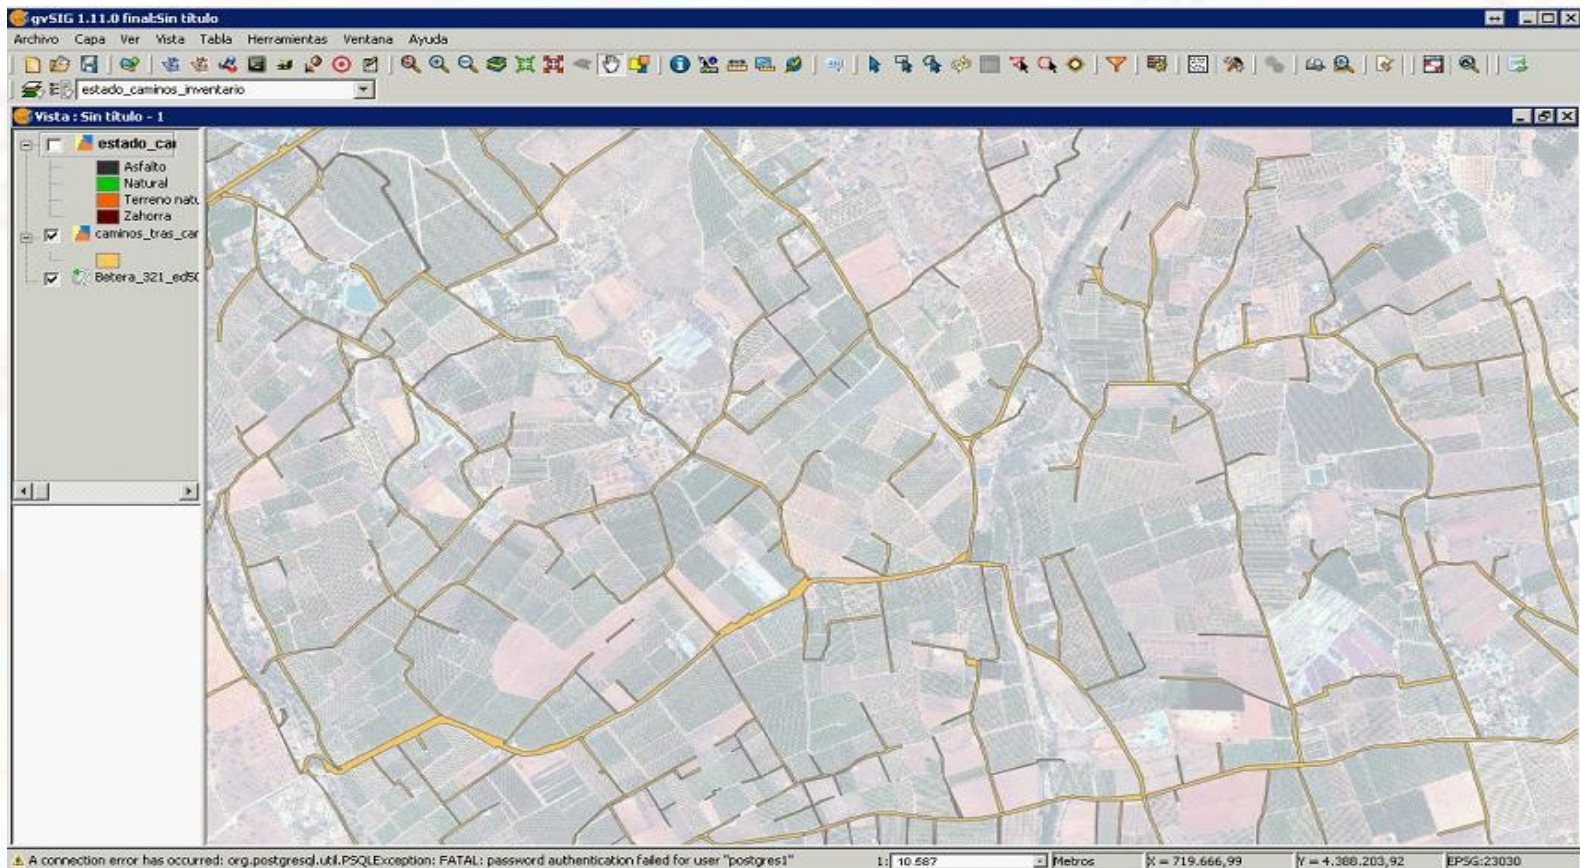 gvSIG 1.11.0 final:Sin título
Archivo Capa Ver Vista Tabla Herramientas Ventana Ayuda
estado_caminos_inventario
Vista : Sin título - 1
estado_cai
Asfalto
Natural
Terreno natu
Zahorra
caminos_tras_car
Betera_321_ed50
A connection error has occurred: org.postgresql.util.PSQLException: FATAL: password authentication failed for user "postgres1" 1: 10.587 Metros X = 719.666,99 Y = 4.388.203,92 EPSG:23030